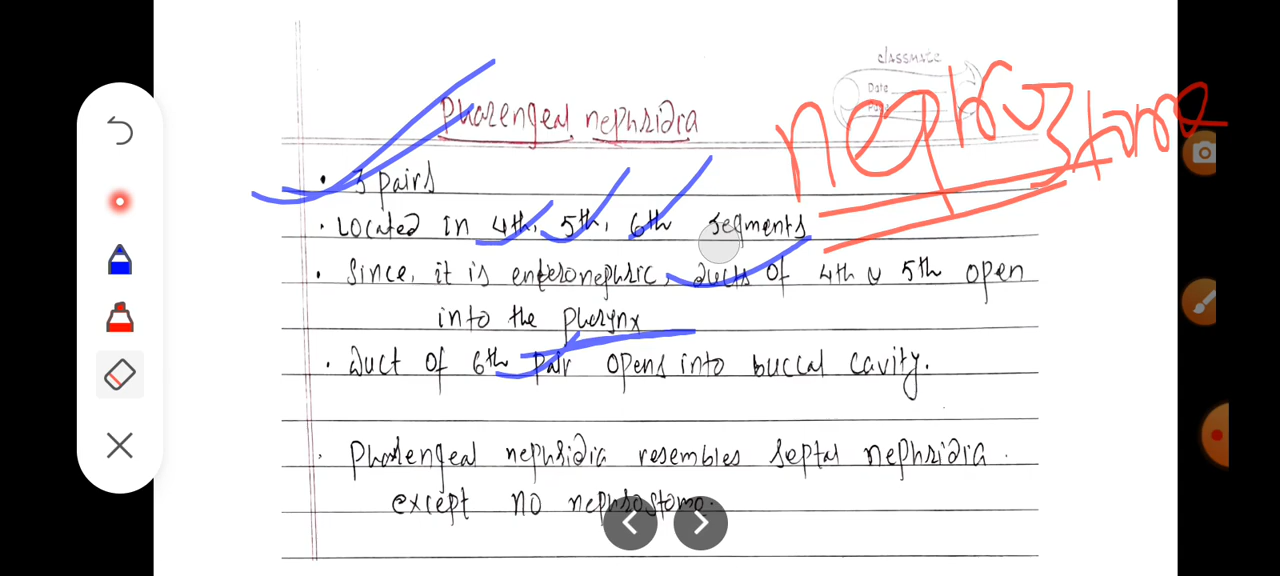 classmate
Date
Pharengeal nephridia
nephrostome
• 3 pairs
• Located in 4th, 5th, 6th segments
• Since, it is enteronephric, ducts of 4th & 5th open
into the pharynx
• Duct of 6th pair opens into buccal cavity.
• Pharengeal nephridia resembles septal nephridia
except no nephrostome.